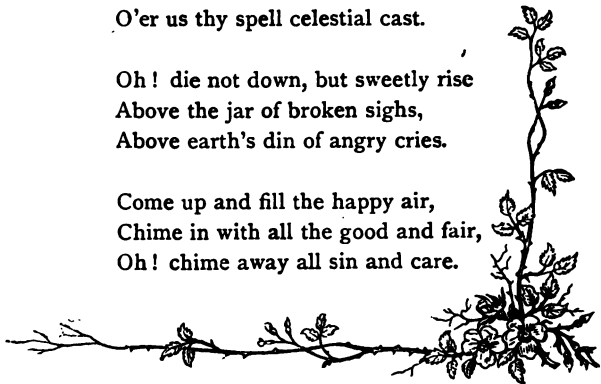 O'er us thy spell celestial cast.
Oh! die not down, but sweetly rise
Above the jar of broken sighs,
Above earth's din of angry cries.
Come up and fill the happy air,
Chime in with all the good and fair,
Oh! chime away all sin and care.